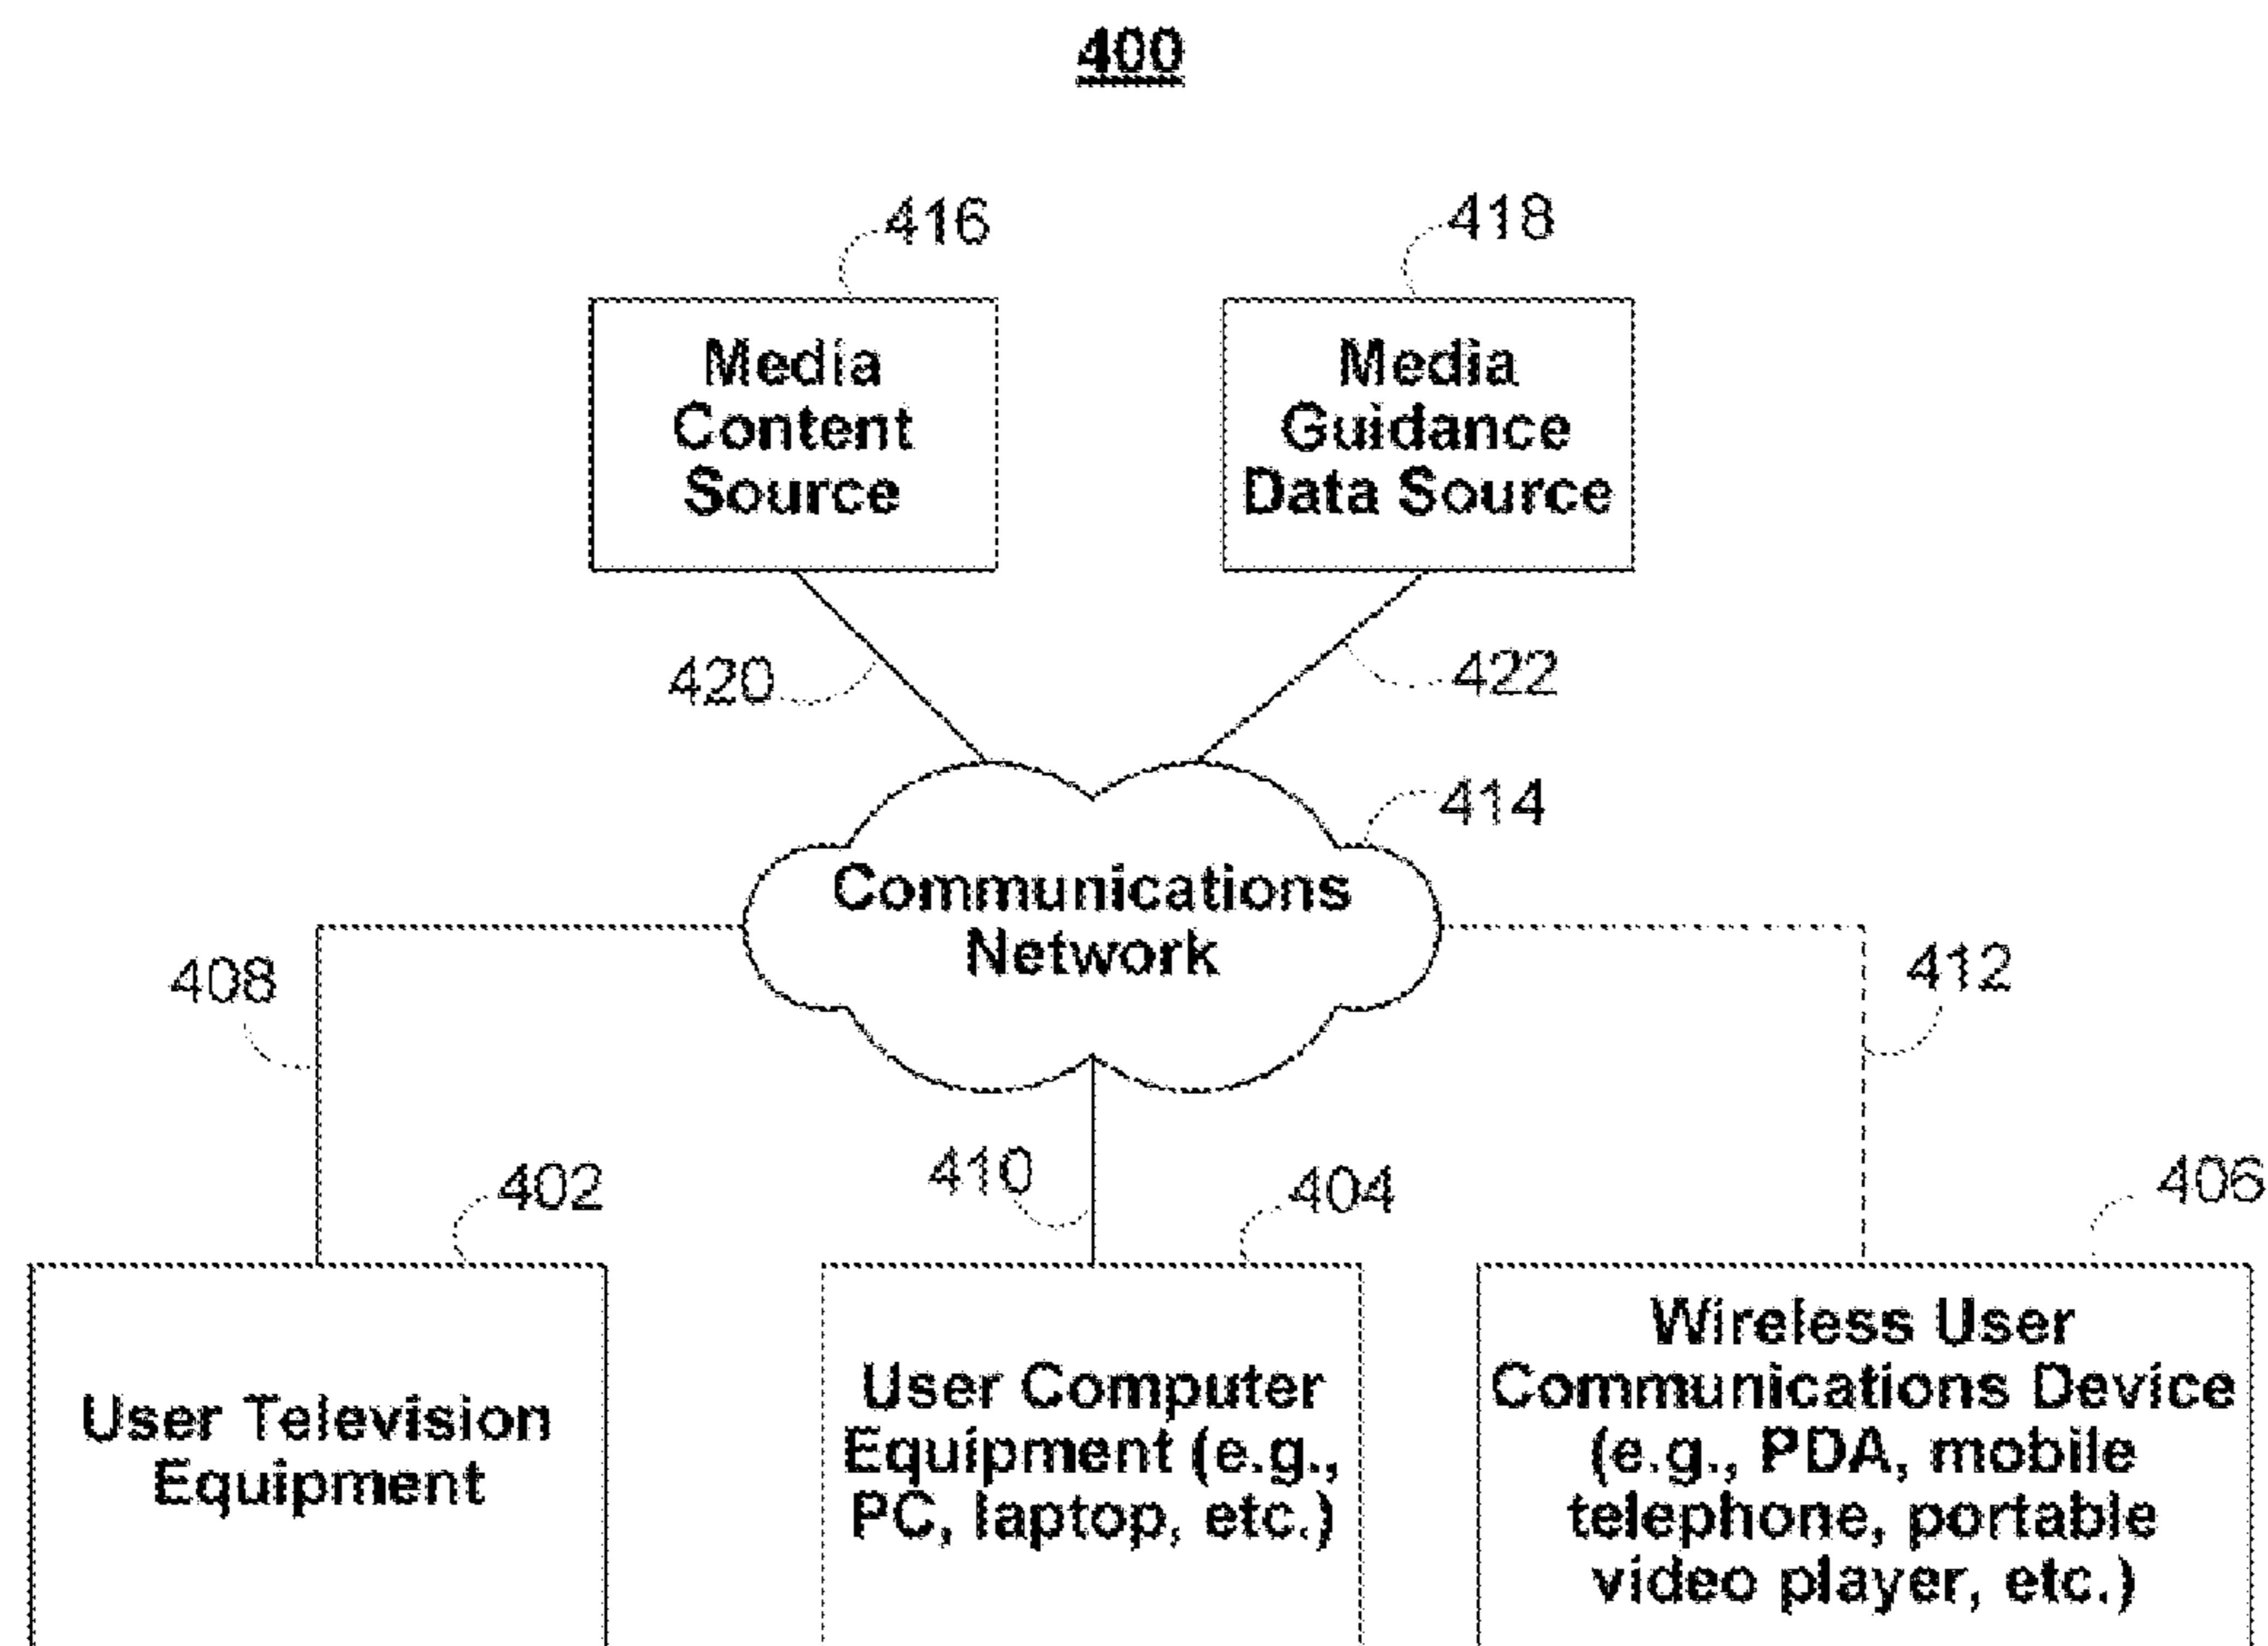 400
416
418
Media
Content
Source
Media
Guidance
Data Source
420
422
414
Communications
Network
408
412
410
402
404
406
User Television
Equipment
User Computer
Equipment (e.g.,
PC, laptop, etc.)
Wireless User
Communications Device
(e.g., PDA, mobile
telephone, portable
video player, etc.)